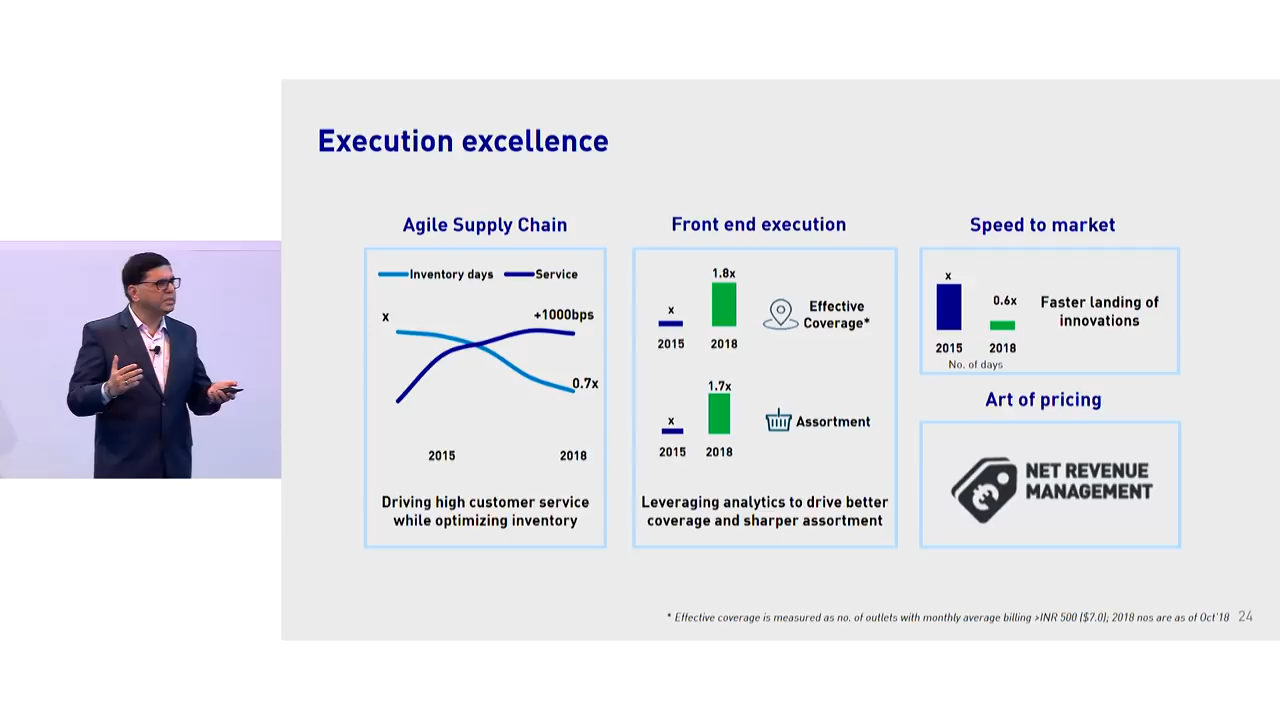 Execution excellence
Agile Supply Chain
Inventory days
Service
x
+1000bps
0.7x
2015
2018
Driving high customer service
while optimizing inventory
Front end execution
x
1.8x
2015
2018
Effective
Coverage*
x
1.7x
2015
2018
Assortment
Leveraging analytics to drive better
coverage and sharper assortment
Speed to market
x
0.6x
2015
2018
No. of days
Faster landing of
innovations
Art of pricing
NET REVENUE
MANAGEMENT
* Effective coverage is measured as no. of outlets with monthly average billing >INR 500 ($7.0); 2018 nos are as of Oct'18
24